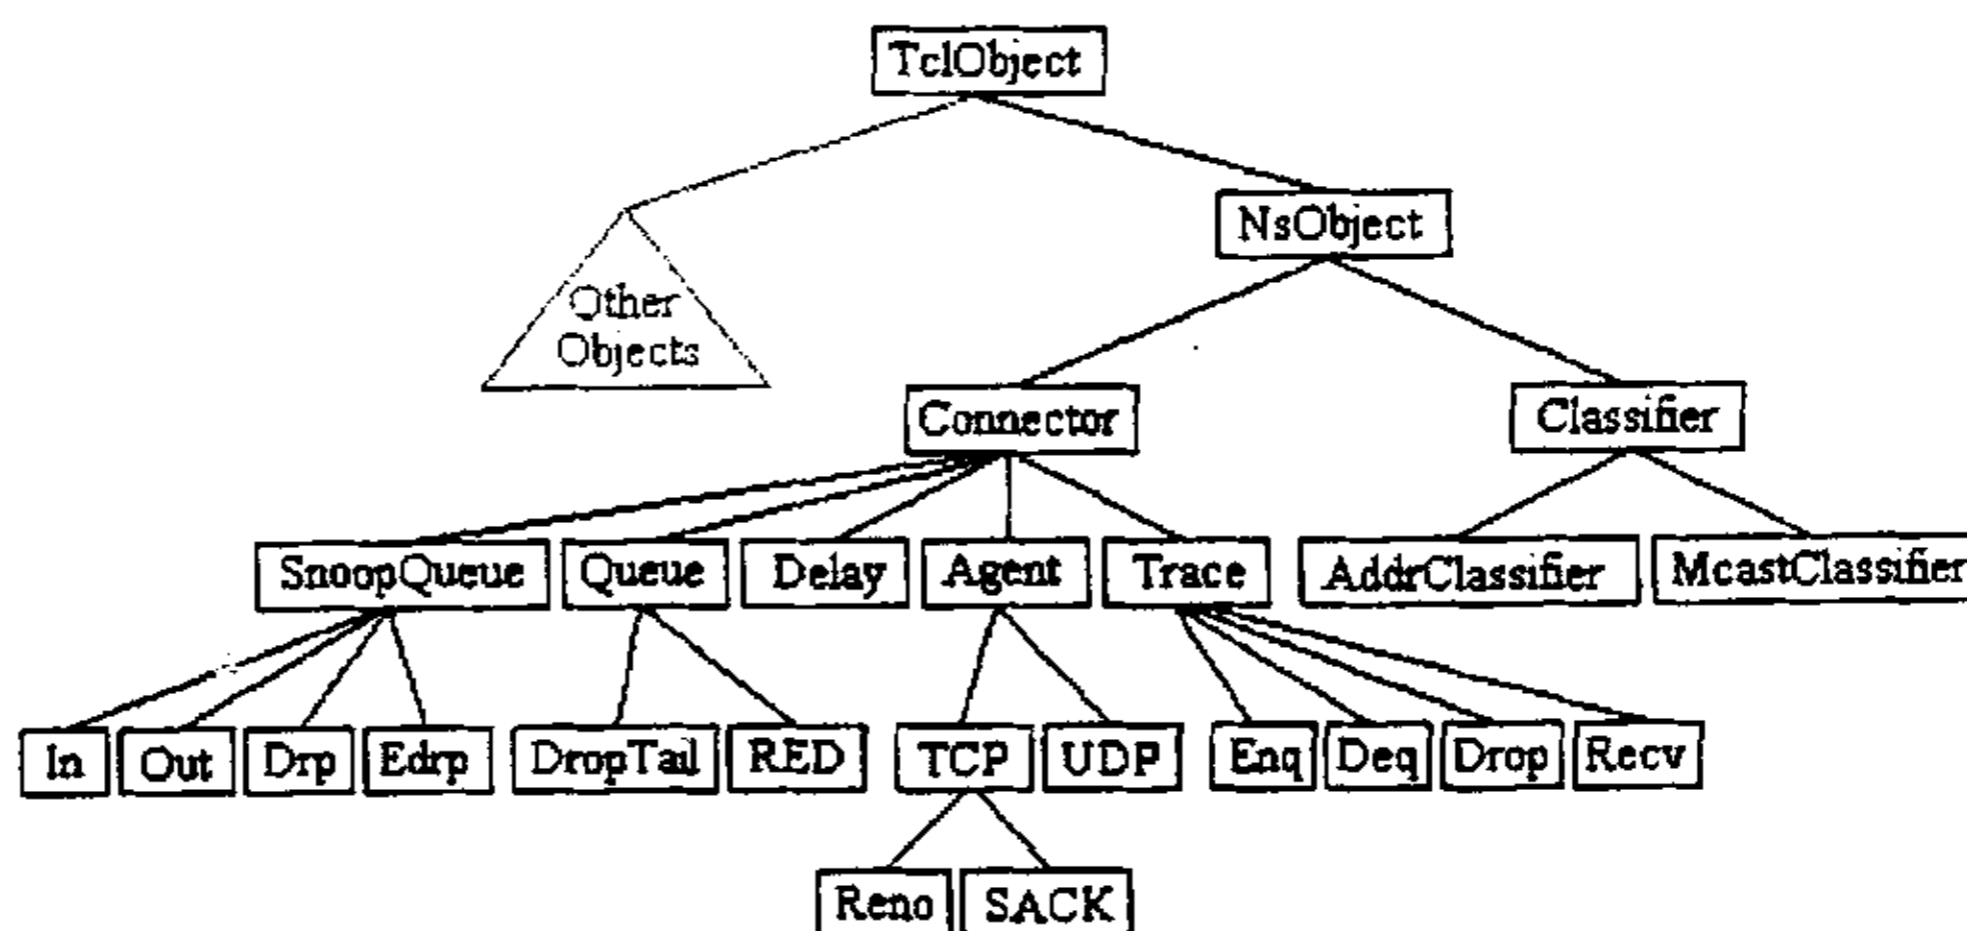 TclObject
NsObject
Other
Objects
Connector
Classifier
SnoopQueue
Queue
Delay
Agent
Trace
AddrClassifier
McastClassifier
In
Out
Drp
Edrp
DropTail
RED
TCP
UDP
Enq
Deq
Drop
Recv
Reno
SACK